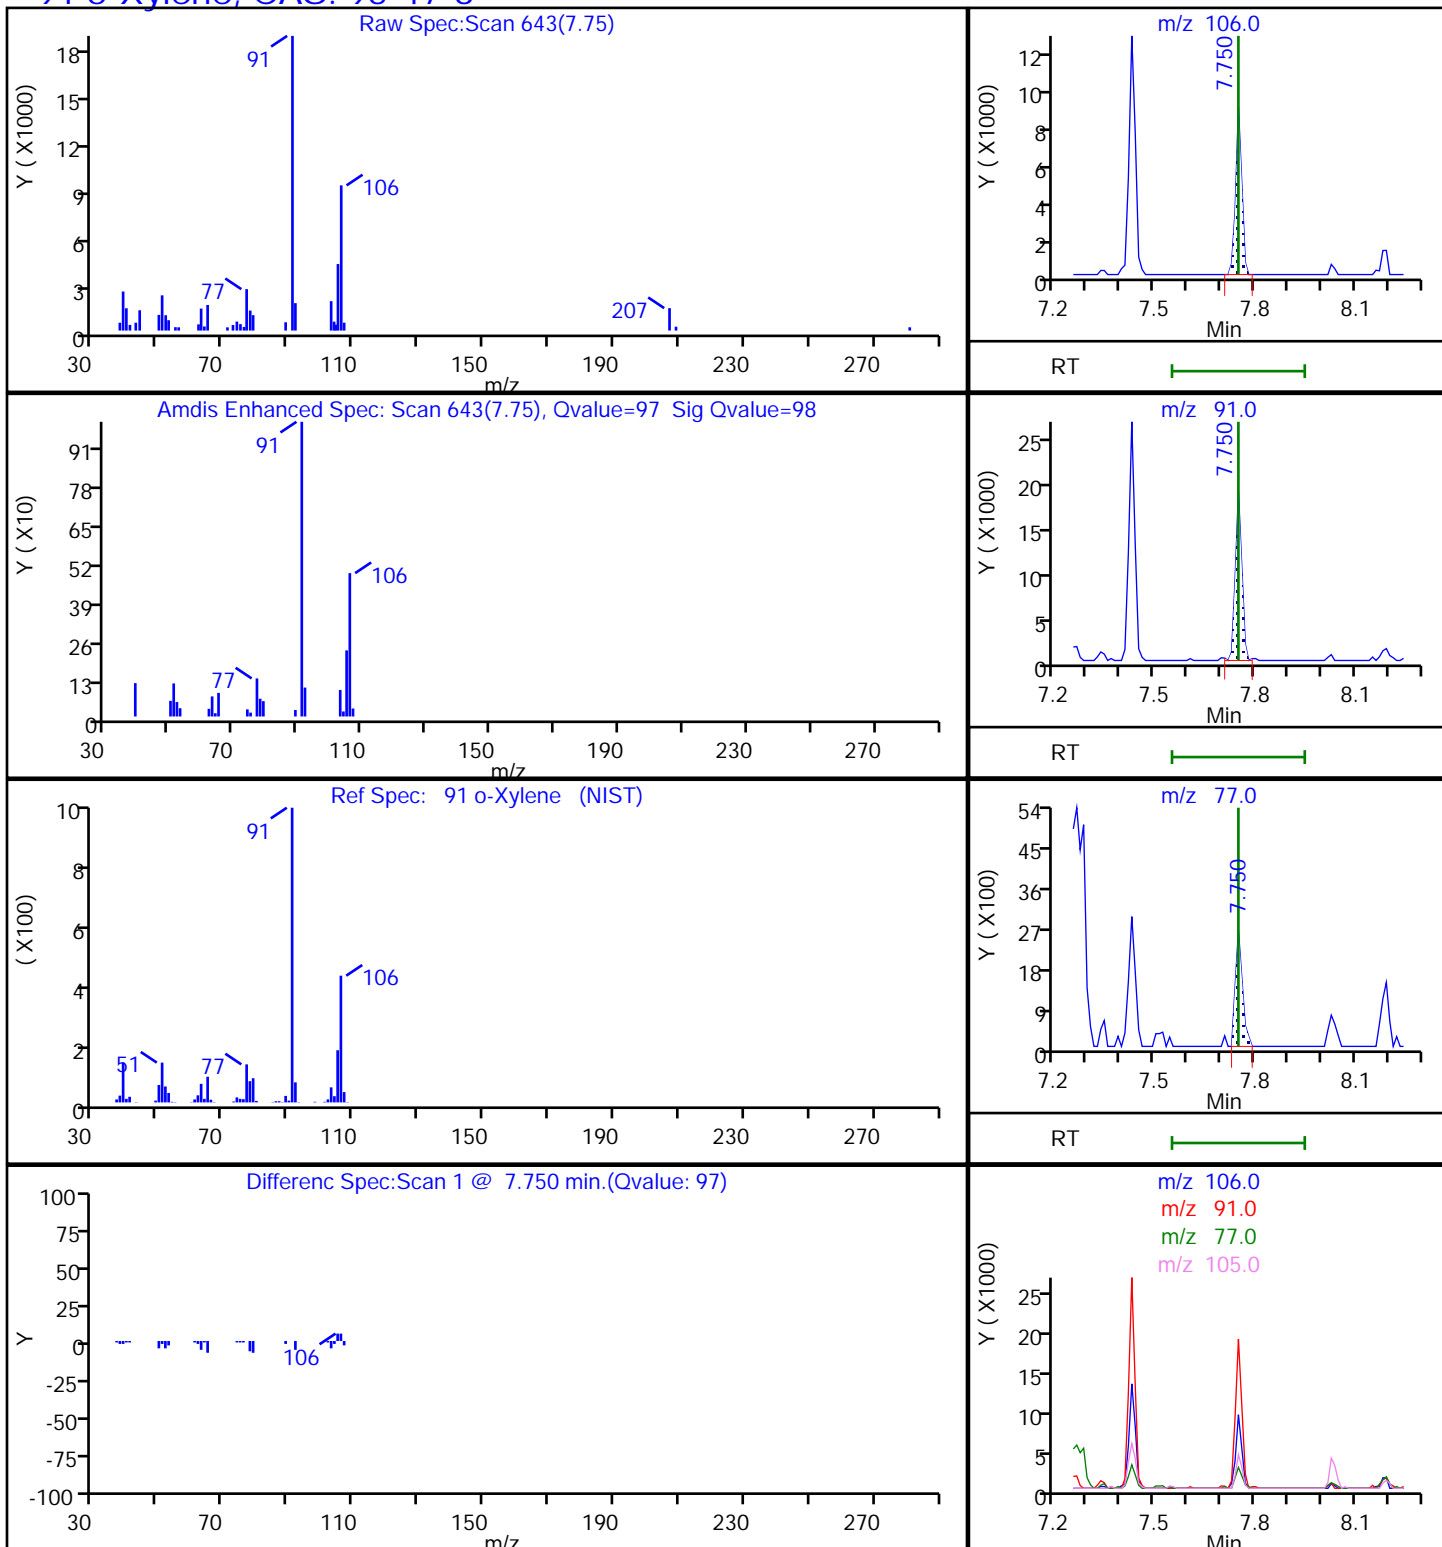 Raw Spec:Scan 643(7.75)
Y ( X1000)
18
15
12
9
6
3
0
91
106
77
207
30 70 110 150 190 230 270
m/z
m/z 106.0
Y ( X1000)
12
10
8
6
4
2
0
7.750
7.2 7.5 7.8 8.1
Min
RT
Amdis Enhanced Spec: Scan 643(7.75), Qvalue=97 Sig Qvalue=98
Y ( X10)
91
78
65
52
39
26
13
0
91
106
77
30 70 110 150 190 230 270
m/z
m/z 91.0
Y ( X1000)
25
20
15
10
5
0
7.750
7.2 7.5 7.8 8.1
Min
RT
Ref Spec: 91 o-Xylene (NIST)
( X100)
10
8
6
4
2
0
91
106
51
77
30 70 110 150 190 230 270
m/z 77.0
Y ( X100)
54
45
36
27
18
9
0
7.750
7.2 7.5 7.8 8.1
Min
RT
Differenc Spec:Scan 1 @ 7.750 min.(Qvalue: 97)
Y
100
75
50
25
0
-25
-50
-75
-100
106
30 70 110 150 190 230 270
m/z
m/z 106.0
m/z 91.0
m/z 77.0
m/z 105.0
Y ( X1000)
25
20
15
10
5
0
7.2 7.5 7.8 8.1
Min